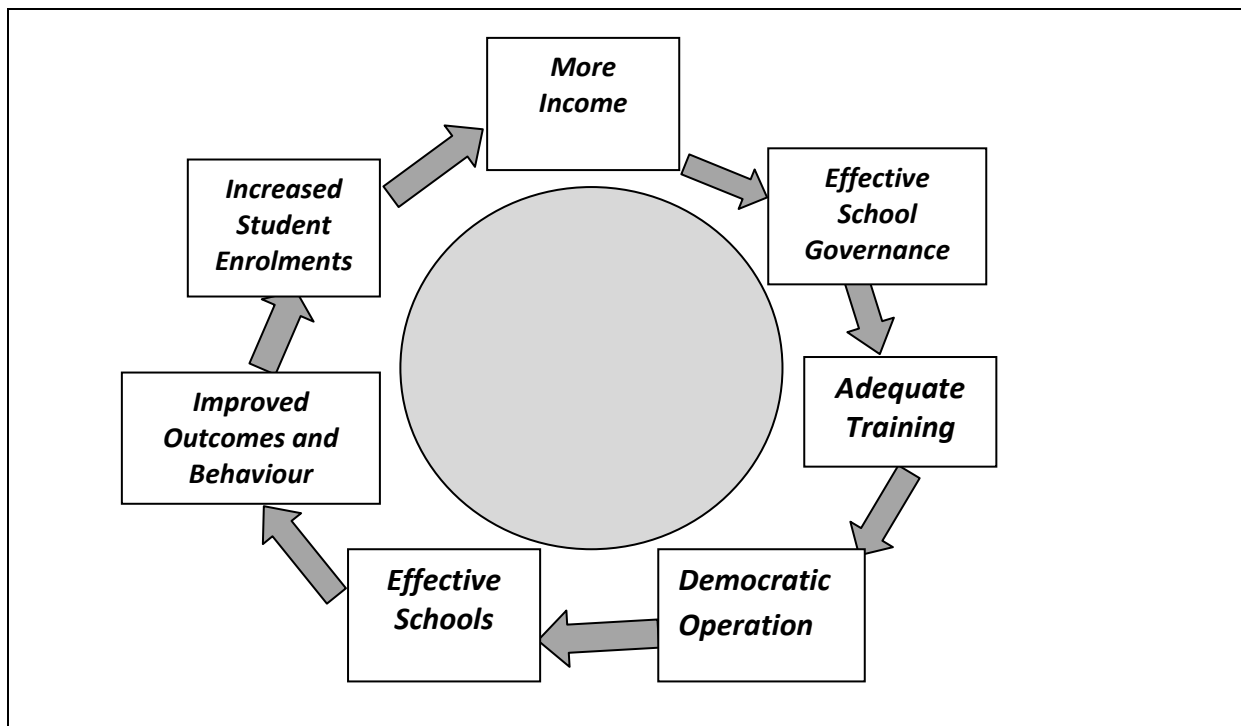 More
Income
Effective
School
Governance
Adequate
Training
Democratic
Operation
Effective
Schools
Improved
Outcomes and
Behaviour
Increased
Student
Enrolments